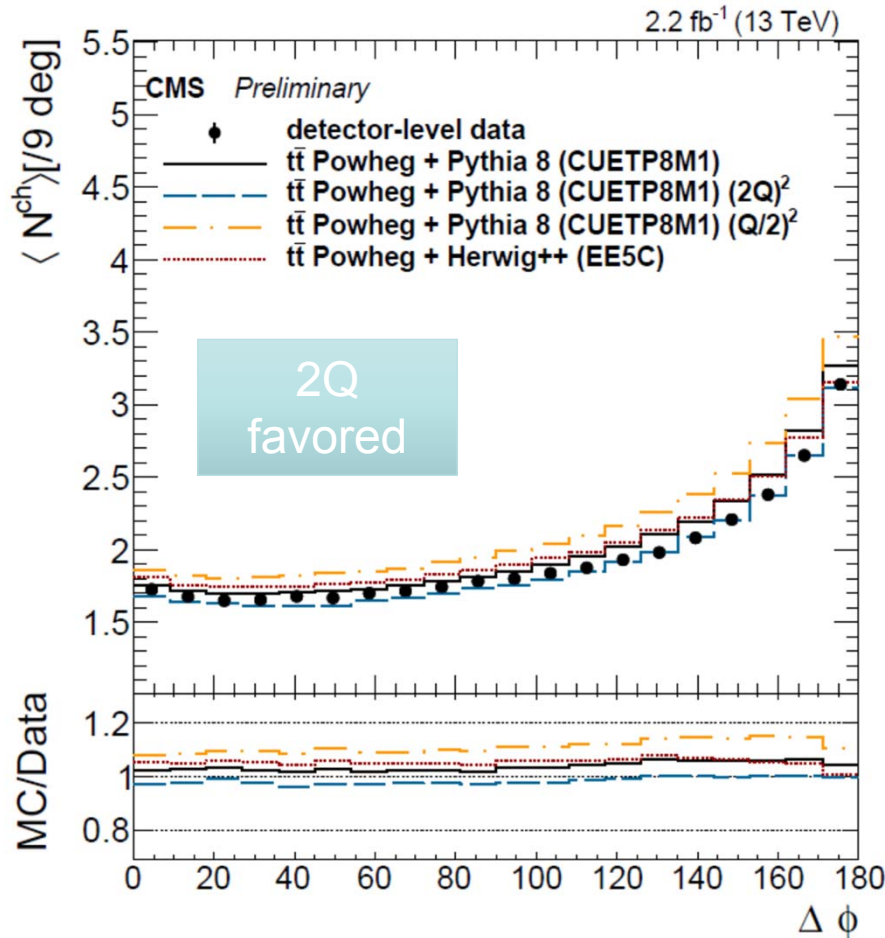 2.2 fb⁻¹ (13 TeV)
⟨ N^ch⟩[/9 deg]
5.5
5
4.5
4
3.5
3
2.5
2
1.5
CMS Preliminary
detector-level data
tt̄ Powheg + Pythia 8 (CUETP8M1)
tt̄ Powheg + Pythia 8 (CUETP8M1) (2Q)²
tt̄ Powheg + Pythia 8 (CUETP8M1) (Q/2)²
tt̄ Powheg + Herwig++ (EE5C)
2Q
favored
MC/Data
1.2
1
0.8
0 20 40 60 80 100 120 140 160 180
Δ ϕ